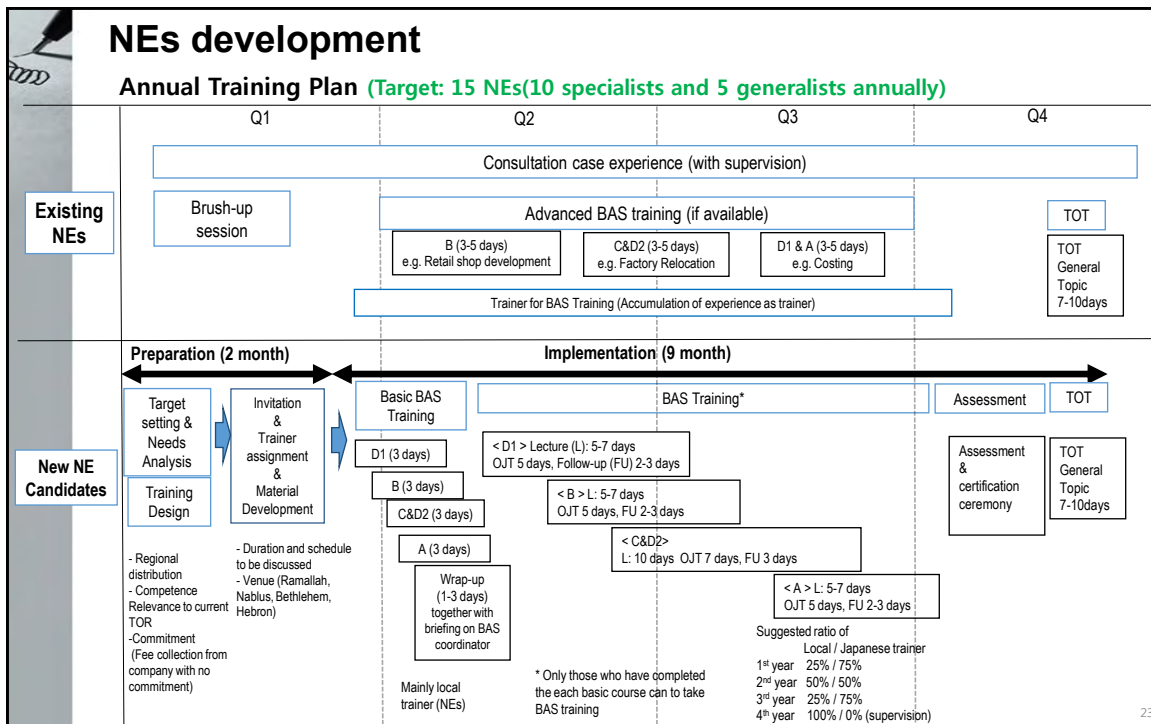 NEs development
Annual Training Plan (Target: 15 NEs(10 specialists and 5 generalists annually)
Q1
Q2
Q3
Q4
Consultation case experience (with supervision)
Existing
NEs
Brush-up
session
Advanced BAS training (if available)
TOT
B (3-5 days)
e.g. Retail shop development
C&D2 (3-5 days)
e.g. Factory Relocation
D1 & A (3-5 days)
e.g. Costing
TOT
General
Topic
7-10days
Trainer for BAS Training (Accumulation of experience as trainer)
Preparation (2 month)
Implementation (9 month)
New NE
Candidates
Target
setting &
Needs
Analysis
Training
Design
Invitation
&
Trainer
assignment
&
Material
Development
Basic BAS
Training
BAS Training*
Assessment
TOT
D1 (3 days)
B (3 days)
C&D2 (3 days)
A (3 days)
Wrap-up
(1-3 days)
together with
briefing on BAS
coordinator
< D1 > Lecture (L): 5-7 days
OJT 5 days, Follow-up (FU) 2-3 days
< B > L: 5-7 days
OJT 5 days, FU 2-3 days
< C&D2>
L: 10 days OJT 7 days, FU 3 days
< A > L: 5-7 days
OJT 5 days, FU 2-3 days
Assessment
&
certification
ceremony
TOT
General
Topic
7-10days
- Regional
distribution
- Competence
Relevance to current
TOR
-Commitment
(Fee collection from
company with no
commitment)
- Duration and schedule
to be discussed
- Venue (Ramallah,
Nablus, Bethlehem,
Hebron)
Mainly local
trainer (NEs)
* Only those who have completed
the each basic course can to take
BAS training
Suggested ratio of
Local / Japanese trainer
1st year 25% / 75%
2nd year 50% / 50%
3rd year 25% / 75%
4th year 100% / 0% (supervision)
23